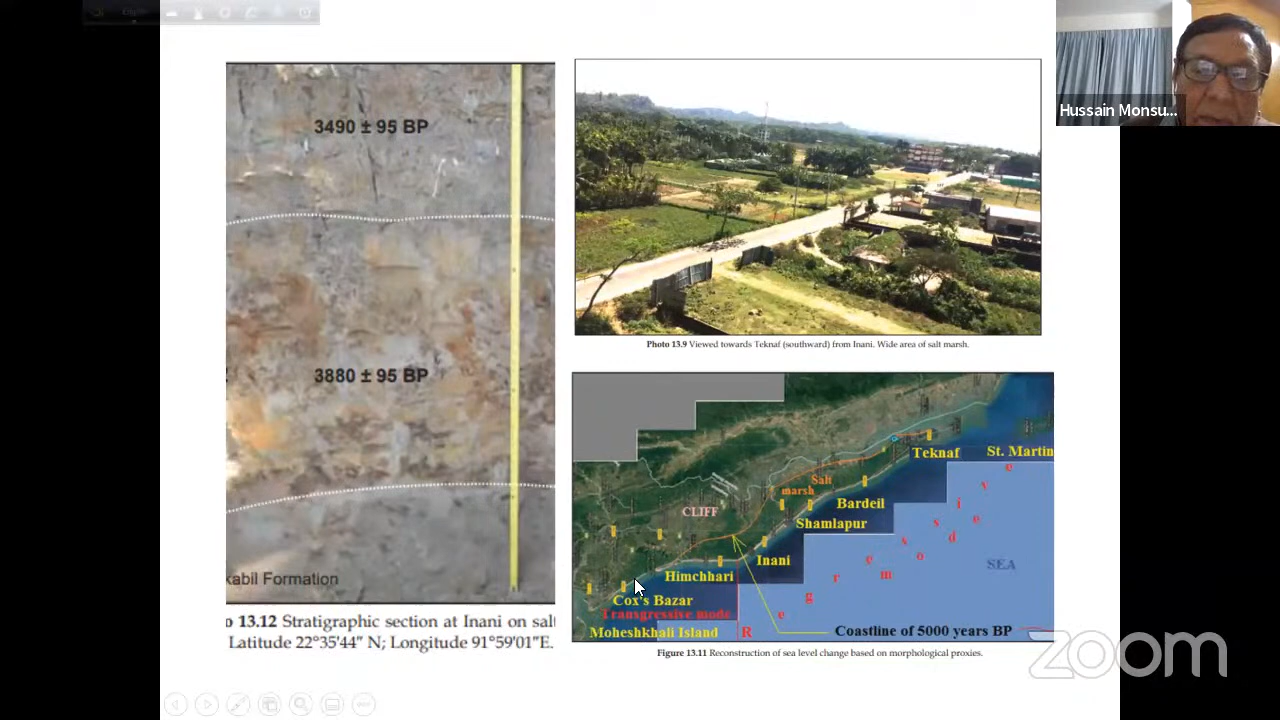 3490 ± 95 BP
3880 ± 95 BP
kabil Formation
o 13.12 Stratigraphic section at Inani on salt
Latitude 22°35'44" N; Longitude 91°59'01"E.
Photo 13.9 Viewed towards Teknaf (southward) from Inani. Wide area of salt marsh.
Teknaf
St. Martin
Salt
marsh
Bardeil
CLIFF
Shamlapur
Inani
SEA
Himchhari
Cox's Bazar
Transgressive mode
Moheshkhali Island
Regressive mode
Coastline of 5000 years BP
Figure 13.11 Reconstruction of sea level change based on morphological proxies.
Hussain Monsu...
zoom